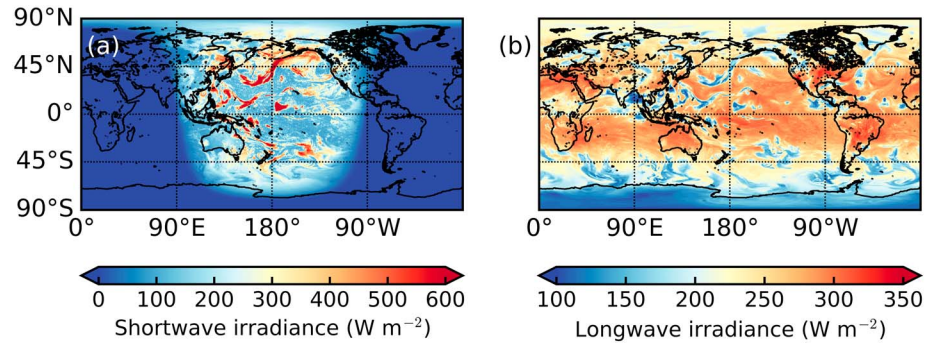 90°N
(a)
45°N
0°
45°S
90°S
0° 90°E 180° 90°W
0 100 200 300 400 500 600
Shortwave irradiance (W m⁻²)
(b)
0° 90°E 180° 90°W
100 150 200 250 300 350
Longwave irradiance (W m⁻²)